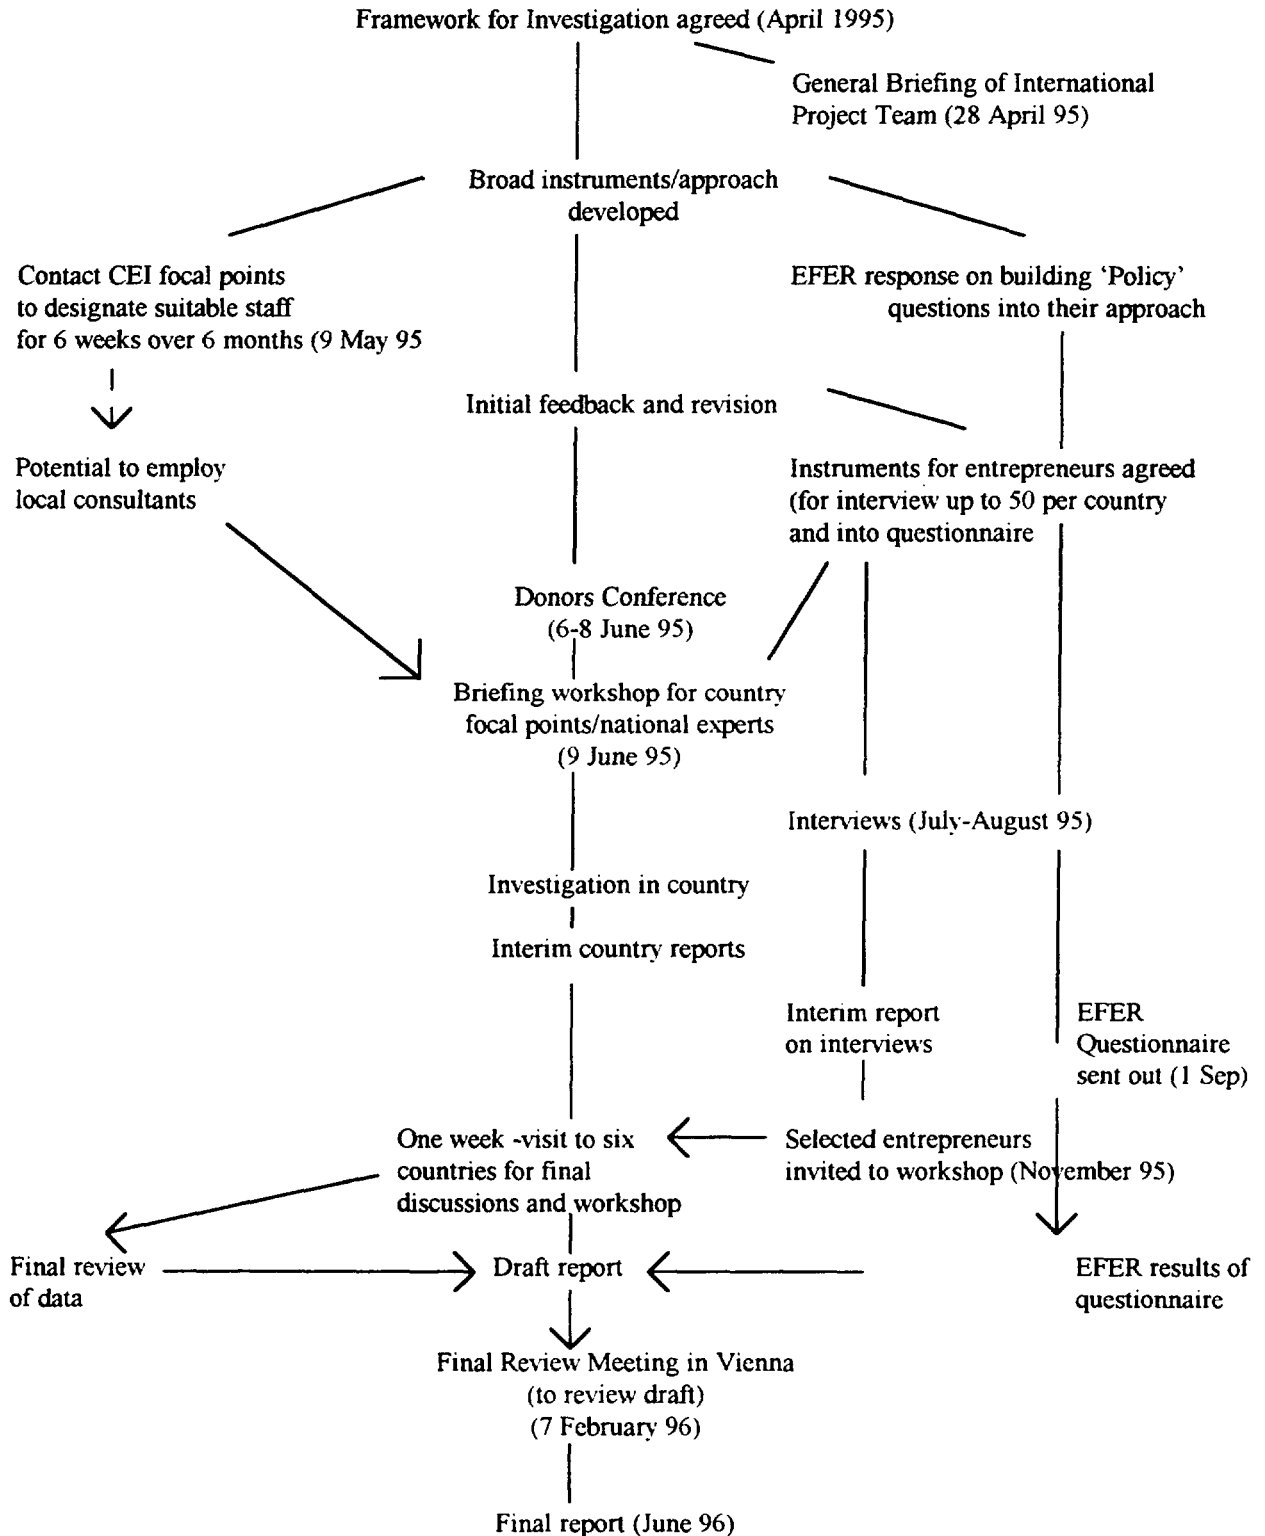 Framework for Investigation agreed (April 1995)
General Briefing of International
Project Team (28 April 95)
Broad instruments/approach
developed
Contact CEI focal points
to designate suitable staff
for 6 weeks over 6 months (9 May 95
EFER response on building ‘Policy’
questions into their approach
Initial feedback and revision
Potential to employ
local consultants
Instruments for entrepreneurs agreed
(for interview up to 50 per country
and into questionnaire
Donors Conference
(6-8 June 95)
Briefing workshop for country
focal points/national experts
(9 June 95)
Interviews (July-August 95)
Investigation in country
Interim country reports
Interim report
on interviews
EFER
Questionnaire
sent out (1 Sep)
One week -visit to six
countries for final
discussions and workshop
Selected entrepreneurs
invited to workshop (November 95)
Final review
of data
Draft report
EFER results of
questionnaire
Final Review Meeting in Vienna
(to review draft)
(7 February 96)
Final report (June 96)